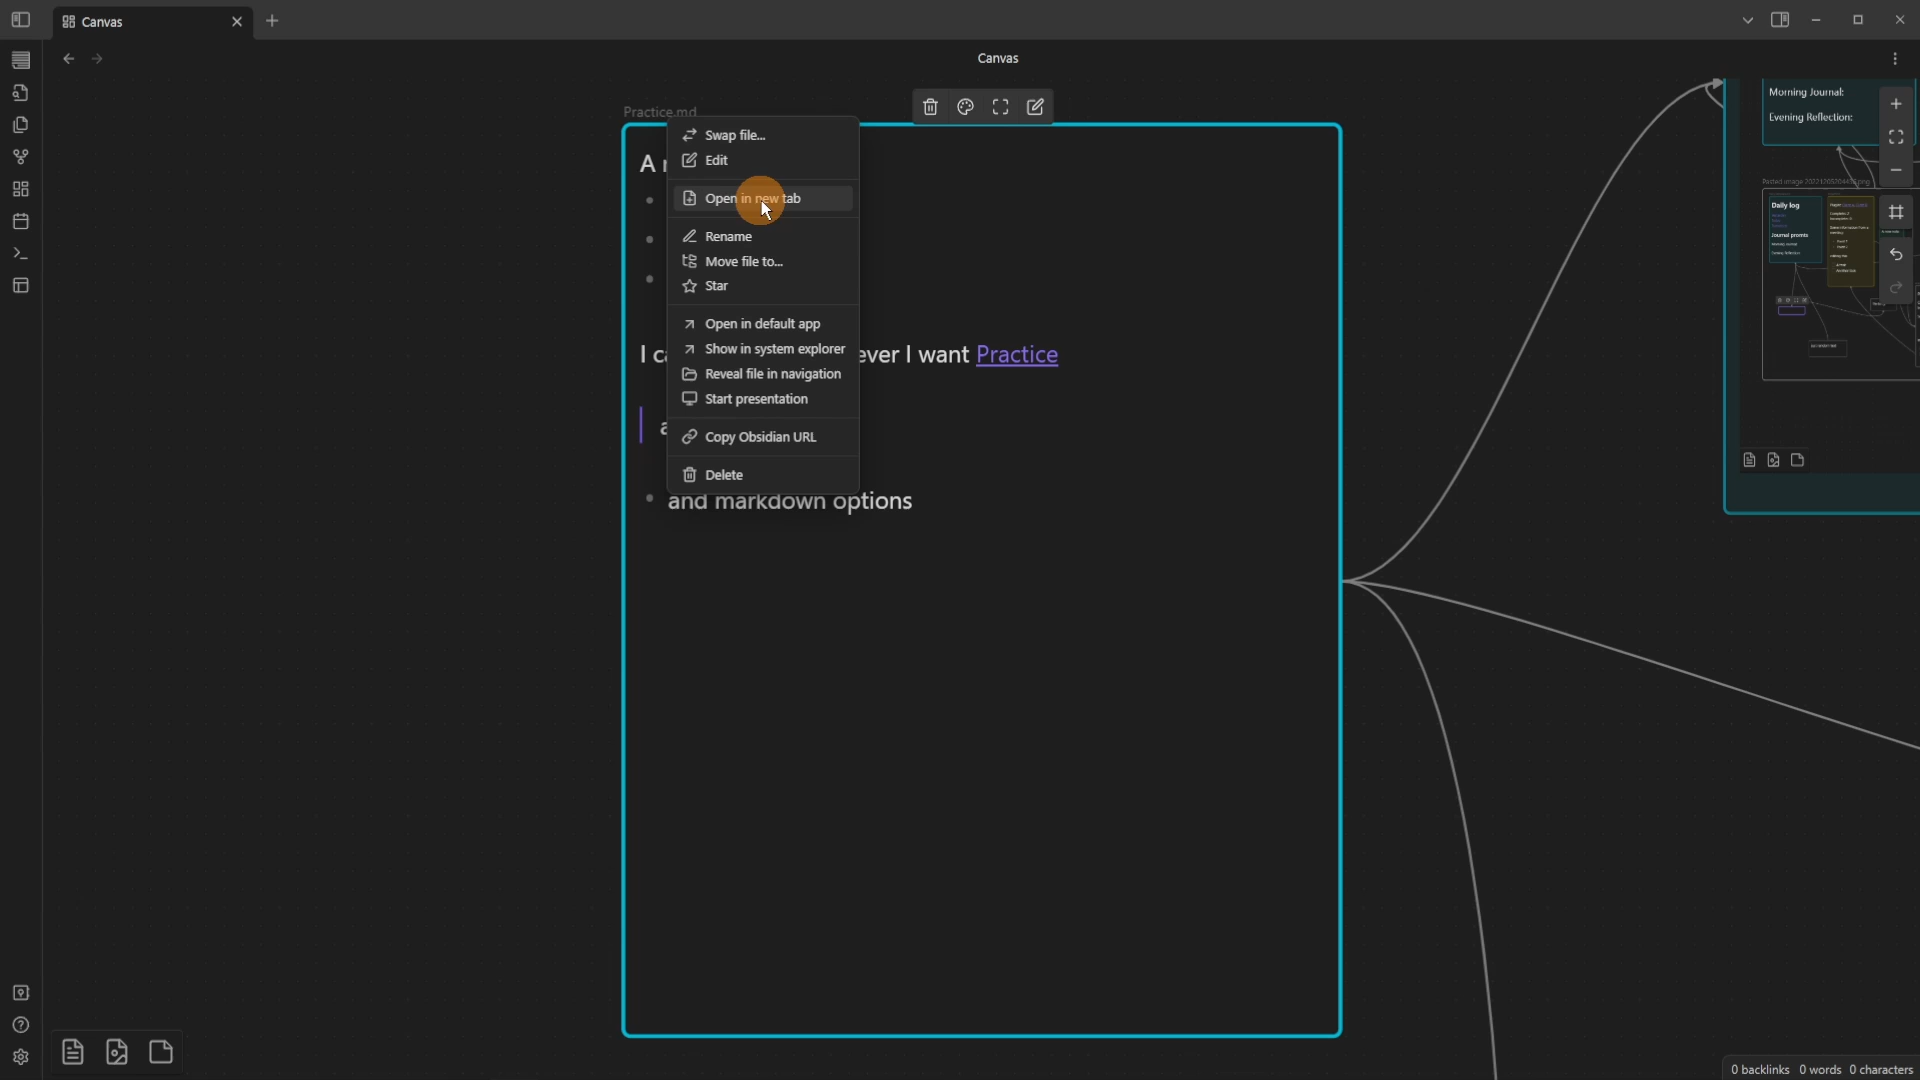 Canvas
Canvas
Practice.md
Swap file...
Edit
Open in new tab
Rename
Move file to...
Star
Open in default app
Show in system explorer
Reveal file in navigation
Start presentation
Copy Obsidian URL
Delete
A
I ca
ever I want Practice
and markdown options
Morning Journal:
Evening Reflection:
Daily log
Journal promts
0 backlinks 0 words 0 characters